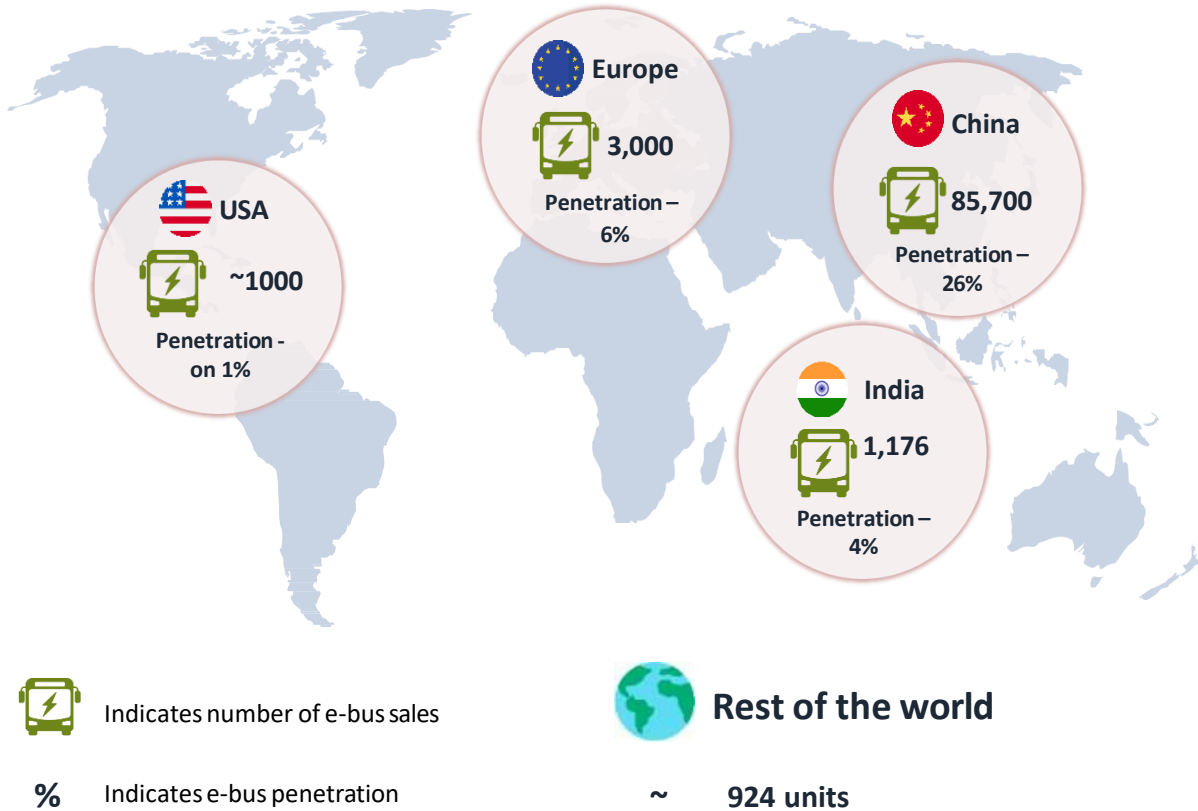 Europe
3,000
Penetration –
6%
China
85,700
Penetration –
26%
USA
~1000
Penetration -
on 1%
India
1,176
Penetration –
4%
Indicates number of e-bus sales
% Indicates e-bus penetration
Rest of the world
~ 924 units